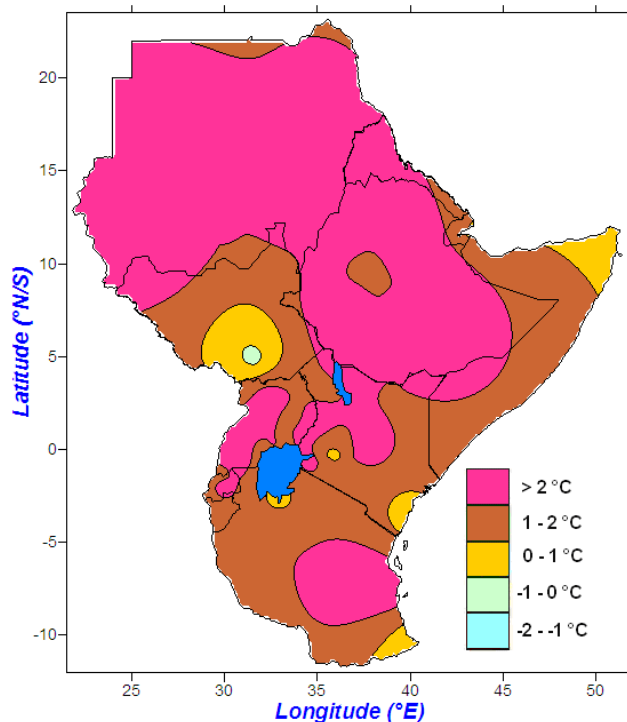 20
15
10
5
0
-5
-10
Latitude (°N/S)
> 2 °C
1 - 2 °C
0 - 1 °C
-1 - 0 °C
-2 - -1 °C
25 30 35 40 45 50
Longitude (°E)